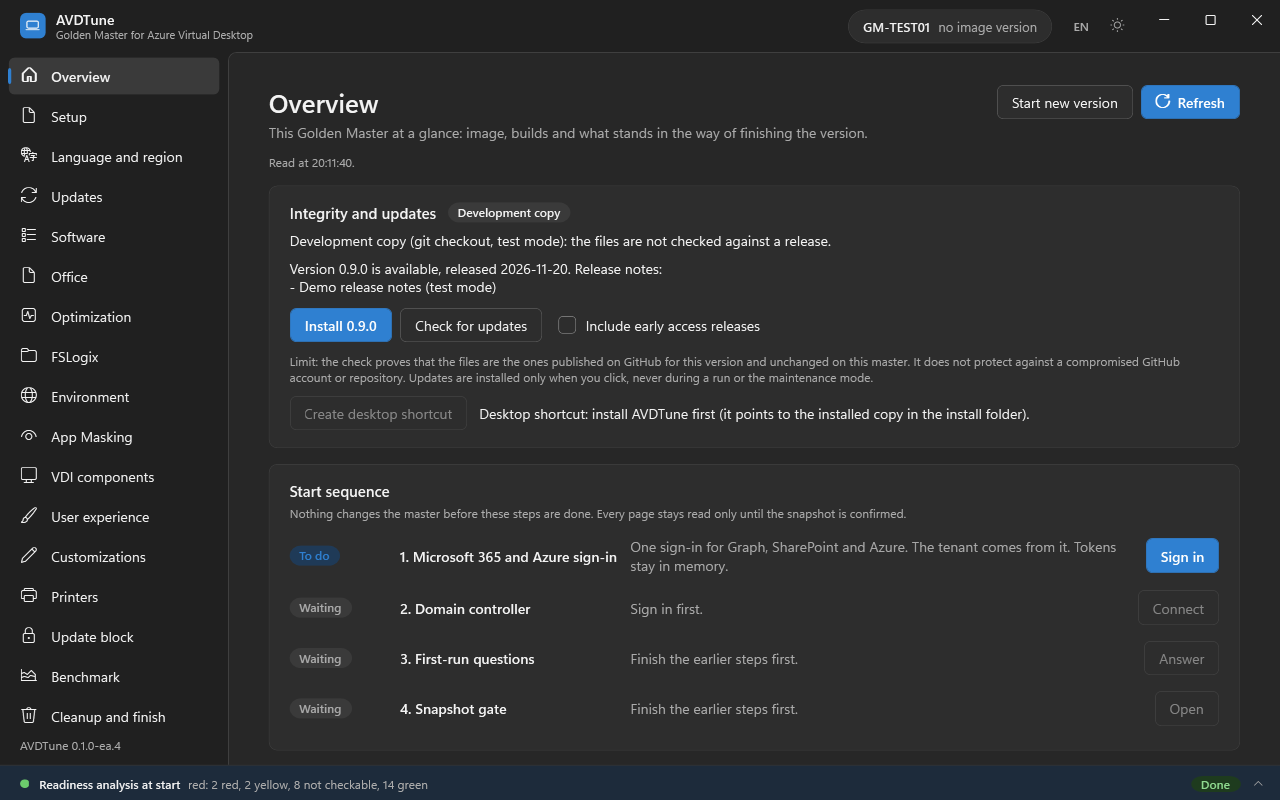 AVDTune
Golden Master for Azure Virtual Desktop
GM-TEST01 no image version
EN
Overview
Setup
Language and region
Updates
Software
Office
Optimization
FSLogix
Environment
App Masking
VDI components
User experience
Customizations
Printers
Update block
Benchmark
Cleanup and finish
AVDTune 0.1.0-ea.4
Overview
Start new version
Refresh
This Golden Master at a glance: image, builds and what stands in the way of finishing the version.
Read at 20:11:40.
Integrity and updates Development copy
Development copy (git checkout, test mode): the files are not checked against a release.
Version 0.9.0 is available, released 2026-11-20. Release notes:
- Demo release notes (test mode)
Install 0.9.0 Check for updates Include early access releases
Limit: the check proves that the files are the ones published on GitHub for this version and unchanged on this master. It does not protect against a compromised GitHub
account or repository. Updates are installed only when you click, never during a run or the maintenance mode.
Create desktop shortcut Desktop shortcut: install AVDTune first (it points to the installed copy in the install folder).
Start sequence
Nothing changes the master before these steps are done. Every page stays read only until the snapshot is confirmed.
To do 1. Microsoft 365 and Azure sign-in One sign-in for Graph, SharePoint and Azure. The tenant comes from it. Tokens
stay in memory.
Sign in
Waiting 2. Domain controller Sign in first. Connect
Waiting 3. First-run questions Finish the earlier steps first. Answer
Waiting 4. Snapshot gate Finish the earlier steps first. Open
Readiness analysis at start red: 2 red, 2 yellow, 8 not checkable, 14 green Done